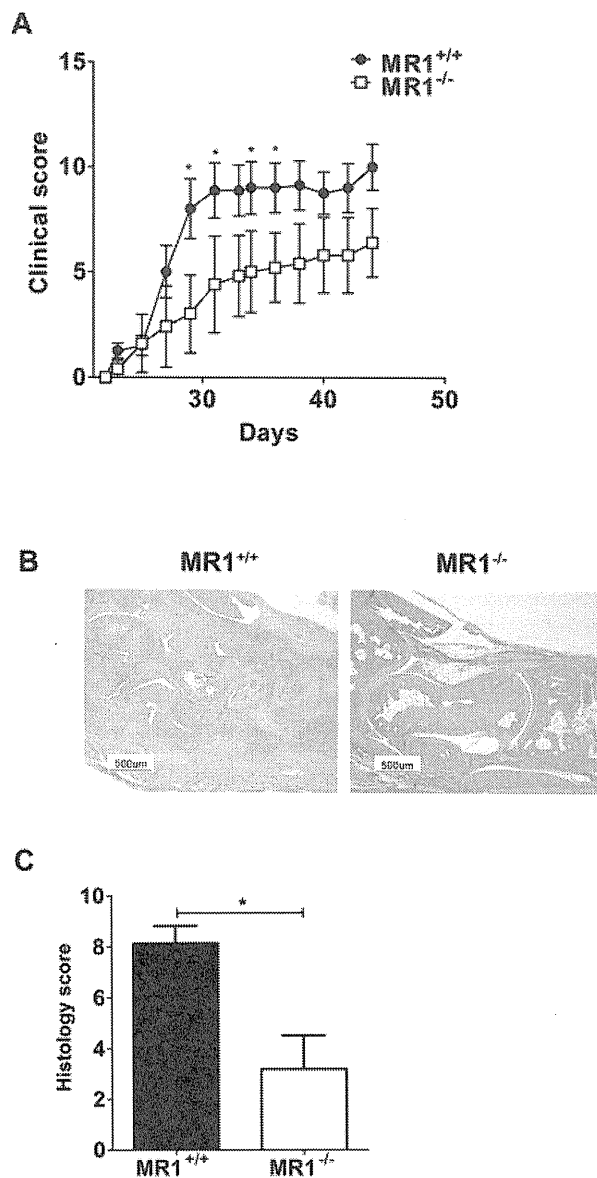 A
15
10
5
0
Clinical score
MR1+/+
MR1-/-
* * * *
30 40 50
Days
B
MR1+/+ MR1-/-
500um 500um
C
10
8
6
4
2
0
Histology score
*
MR1+/+ MR1-/-